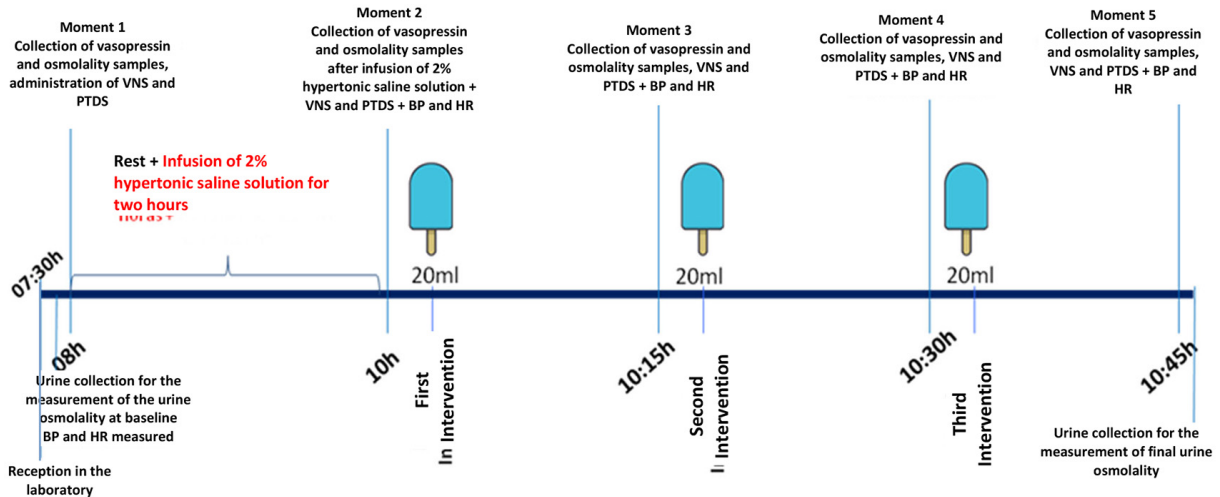 Moment 1
Collection of vasopressin
and osmolality samples,
administration of VNS and
PTDS
Moment 2
Collection of vasopressin
and osmolality samples
after infusion of 2%
hypertonic saline solution +
VNS and PTDS + BP and HR
Moment 3
Collection of vasopressin and
osmolality samples, VNS and
PTDS + BP and HR
Moment 4
Collection of vasopressin and
osmolality samples, VNS and
PTDS + BP and HR
Moment 5
Collection of vasopressin
and osmolality samples,
VNS and PTDS + BP and
HR
Rest + Infusion of 2%
hypertonic saline solution for
two hours
07:30h
20ml
20ml
20ml
08h
10h
10:15h
10:30h
10:45h
First
In Intervention
Second
Intervention
Third
Intervention
Urine collection for the
measurement of the urine
osmolality at baseline
BP and HR measured
Reception in the
laboratory
Urine collection for the
measurement of final urine
osmolality